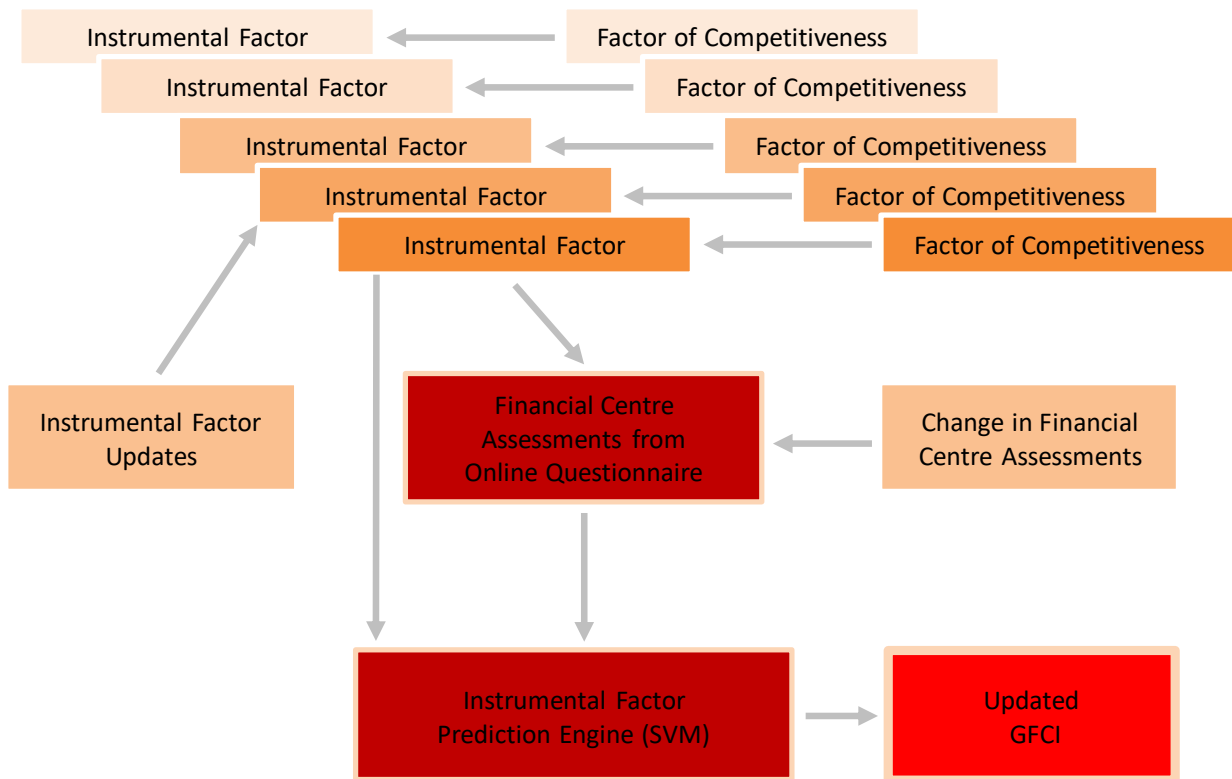 Instrumental Factor
Factor of Competitiveness
Instrumental Factor
Factor of Competitiveness
Instrumental Factor
Factor of Competitiveness
Instrumental Factor
Factor of Competitiveness
Instrumental Factor
Factor of Competitiveness
Instrumental Factor
Updates
Financial Centre
Assessments from
Online Questionnaire
Change in Financial
Centre Assessments
Instrumental Factor
Prediction Engine (SVM)
Updated
GFCI